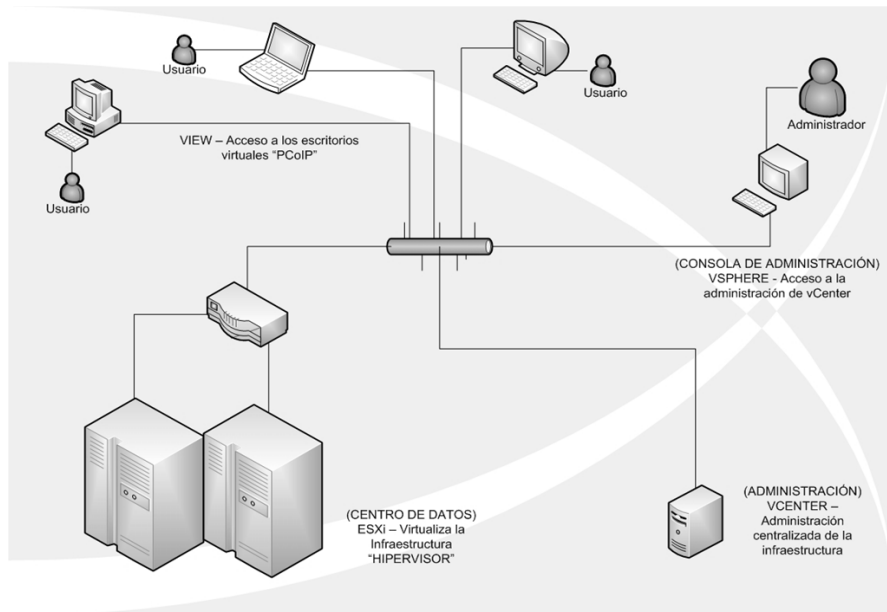 Usuario
Usuario
Administrador
VIEW – Acceso a los escritorios
virtuales “PCoIP”
Usuario
(CONSOLA DE ADMINISTRACIÓN)
VSPHERE - Acceso a la
administración de vCenter
(CENTRO DE DATOS)
ESXi – Virtualiza la
Infraestructura
“HIPERVISOR”
(ADMINISTRACIÓN)
VCENTER –
Administración
centralizada de la
infraestructura